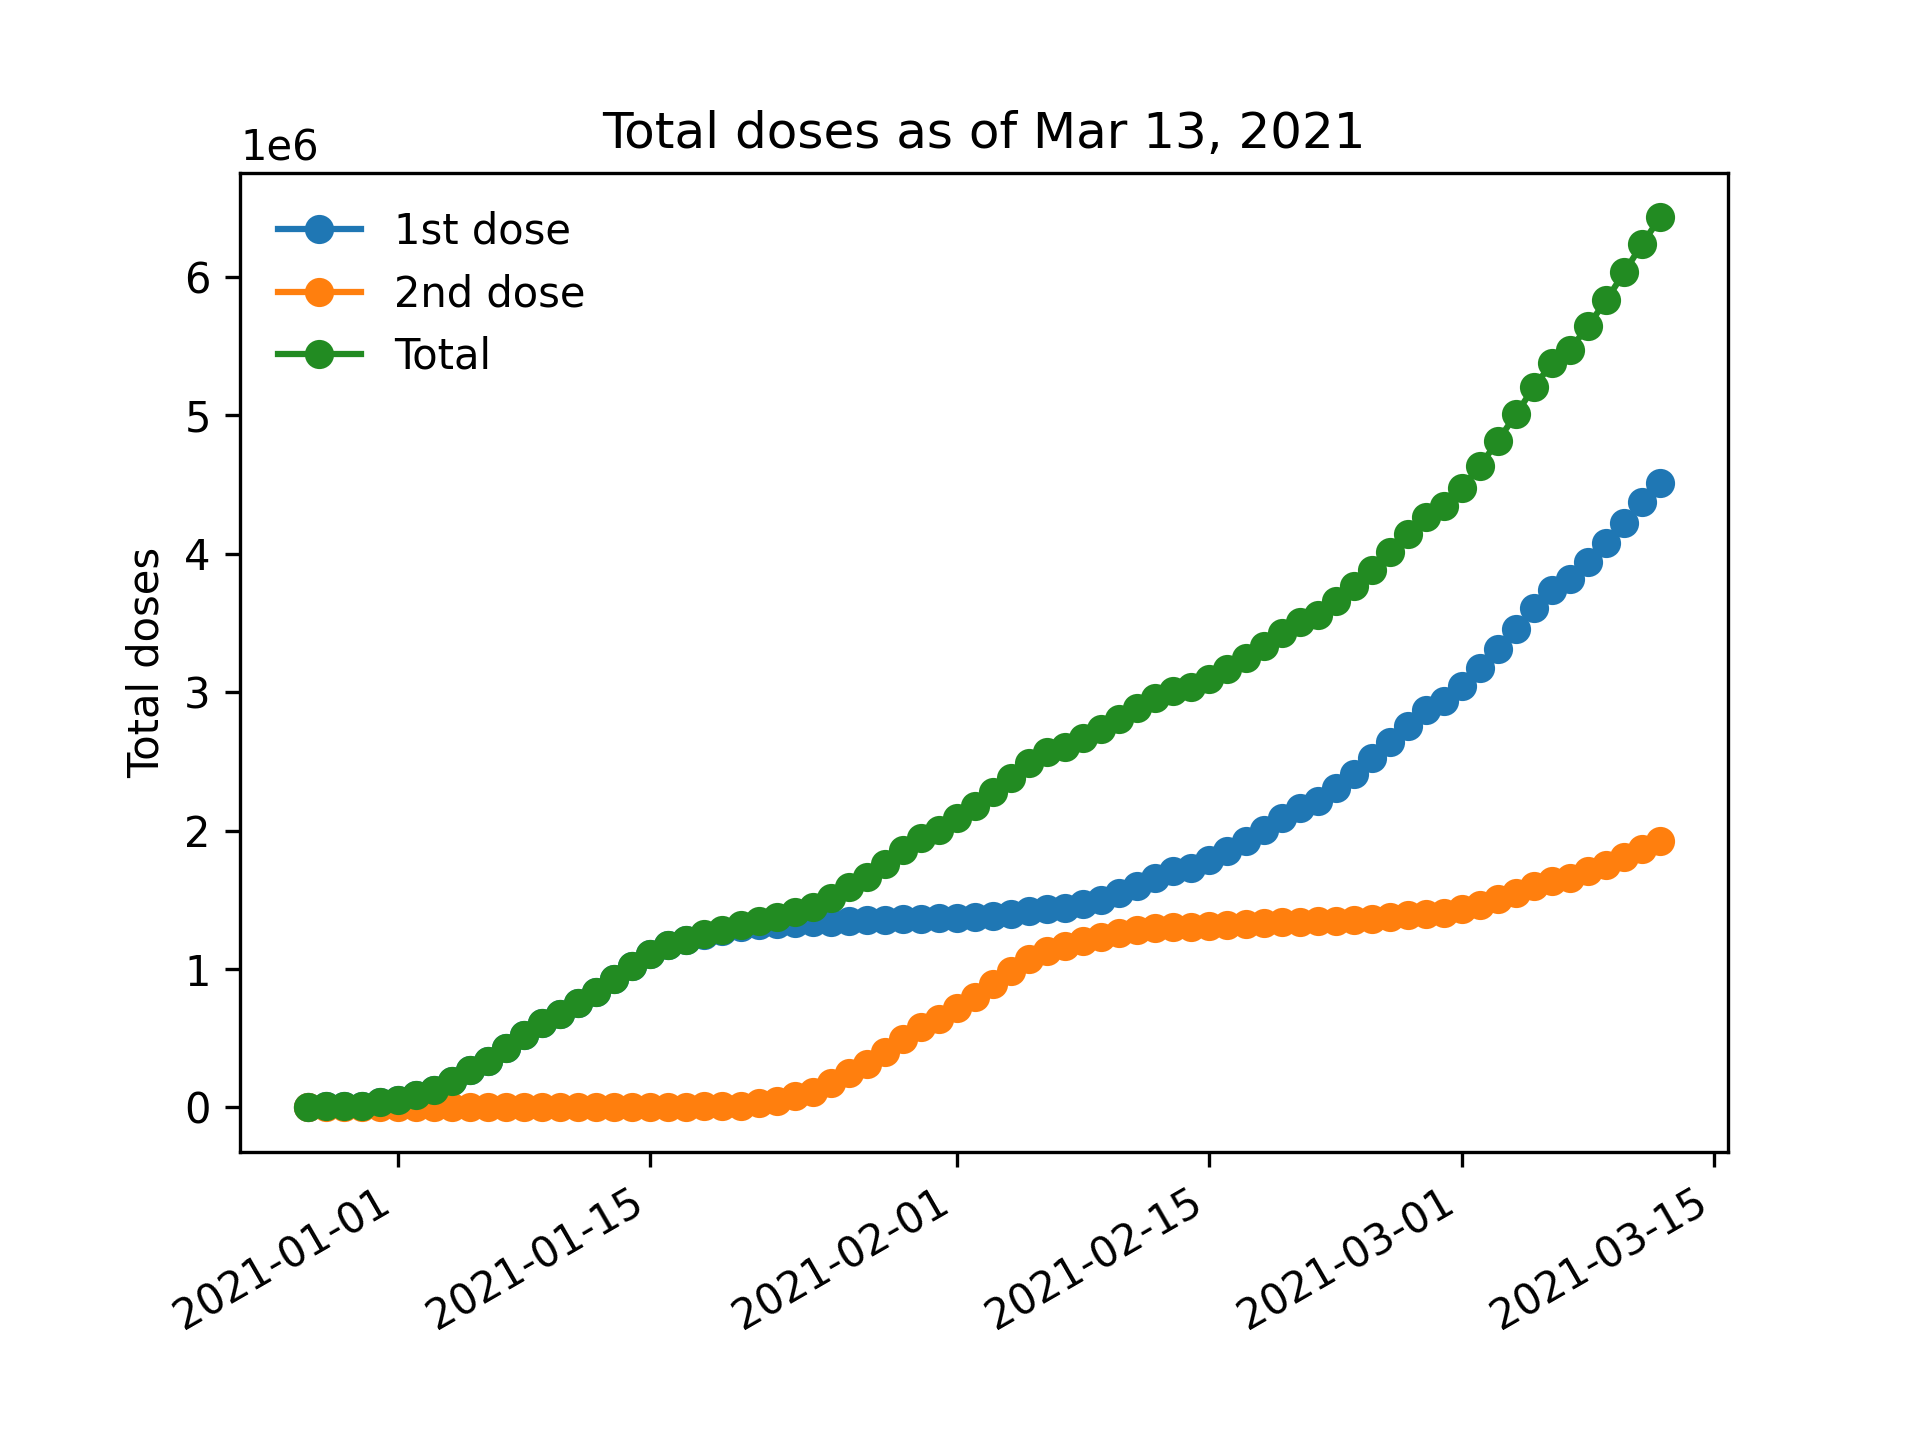 Total doses as of Mar 13, 2021
1e6
1st dose
2nd dose
Total
6
5
4
3
2
1
0
Total doses
2021-01-01
2021-01-15
2021-02-01
2021-02-15
2021-03-01
2021-03-15